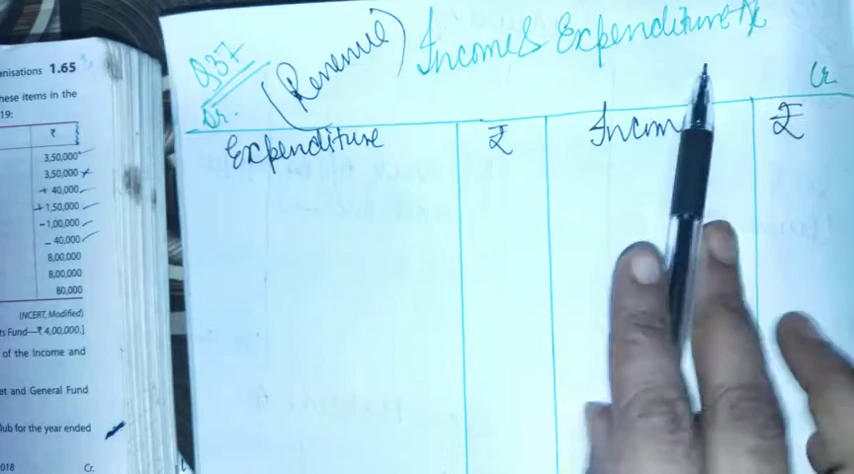 anisations 1.65
hese items in the
19:
₹
3,50,000
3,50,000
+ 40,000
+1,50,000
-1,00,000
- 40,000
8,00,000
8,00,000
80,000
(NCERT, Modified)
ts Fund—₹ 4,00,000.]
of the Income and
et and General Fund
lub for the year ended
018 Cr.
Q37
(Revenue) Income & Expenditure A/c
Dr. Cr.
Expenditure ₹ Incom ₹